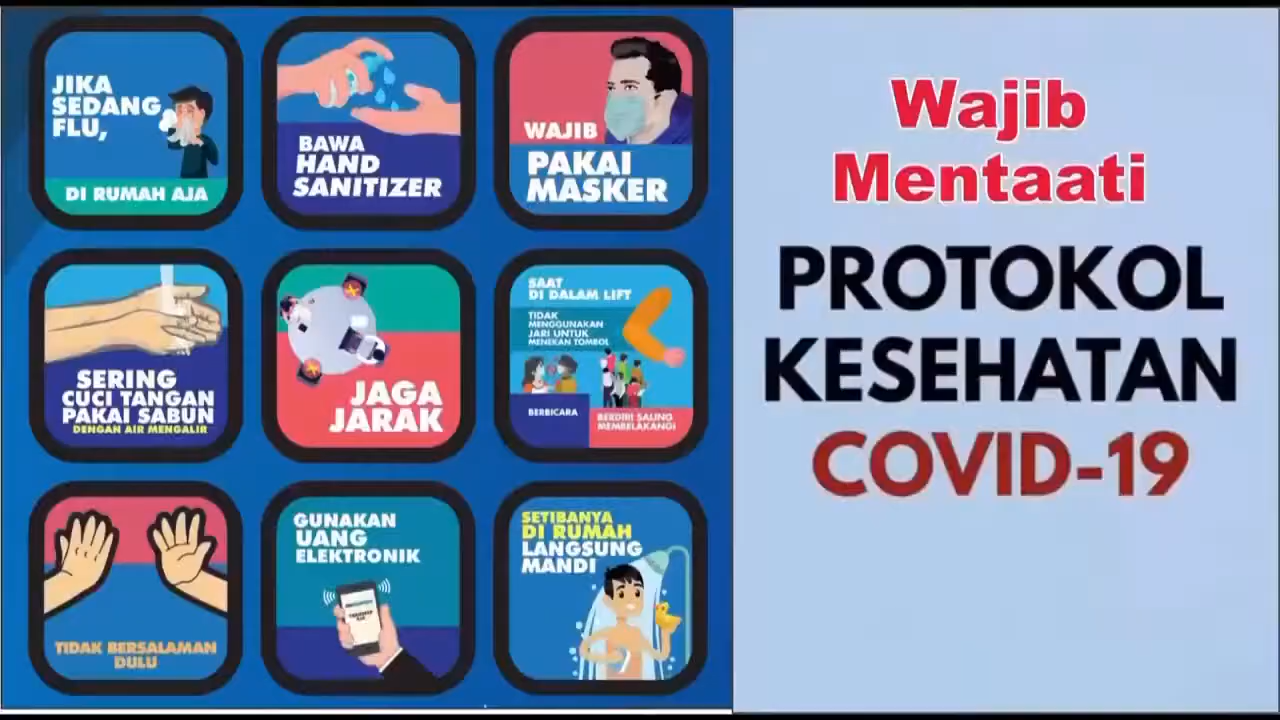 JIKA
SEDANG
FLU,
DI RUMAH AJA
BAWA
HAND
SANITIZER
WAJIB
PAKAI
MASKER
SERING
CUCI TANGAN
PAKAI SABUN
DENGAN AIR MENGALIR
JAGA
JARAK
SAAT
DI DALAM LIFT
TIDAK
MENGGUNAKAN
JARI UNTUK
MENEKAN TOMBOL
BERBICARA
BERDIRI SALING
MEMBELAKANGI
TIDAK BERSALAMAN
DULU
GUNAKAN
UANG
ELEKTRONIK
SETIBANYA
DI RUMAH
LANGSUNG
MANDI
Wajib
Mentaati
PROTOKOL
KESEHATAN
COVID-19